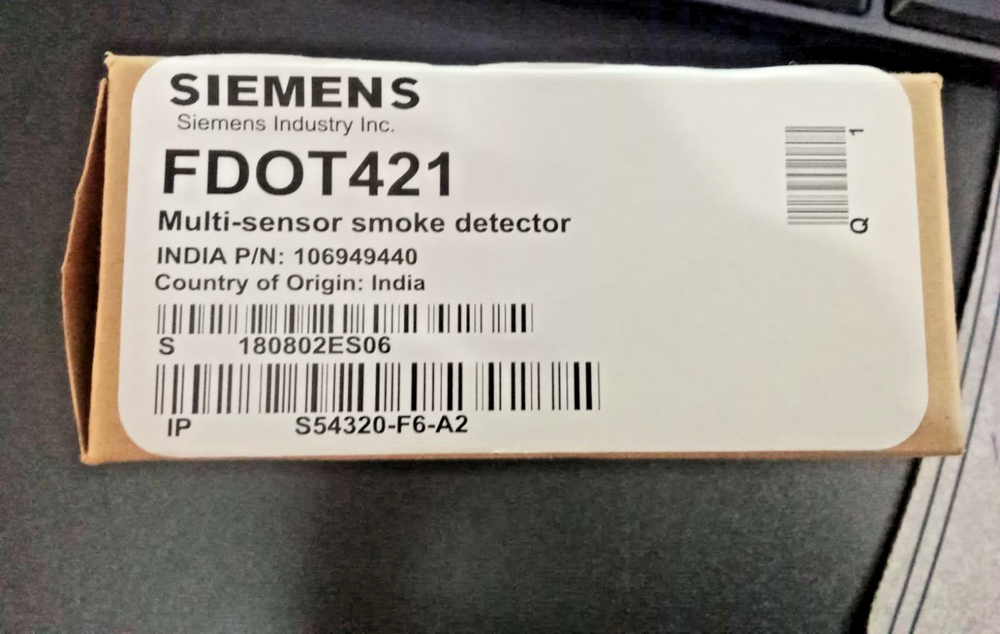 SIEMENS
Siemens Industry Inc.
FDOT421
Multi-sensor smoke detector
INDIA P/N: 106949440
Country of Origin: India
S 180802ES06
IP S54320-F6-A2
Q 1